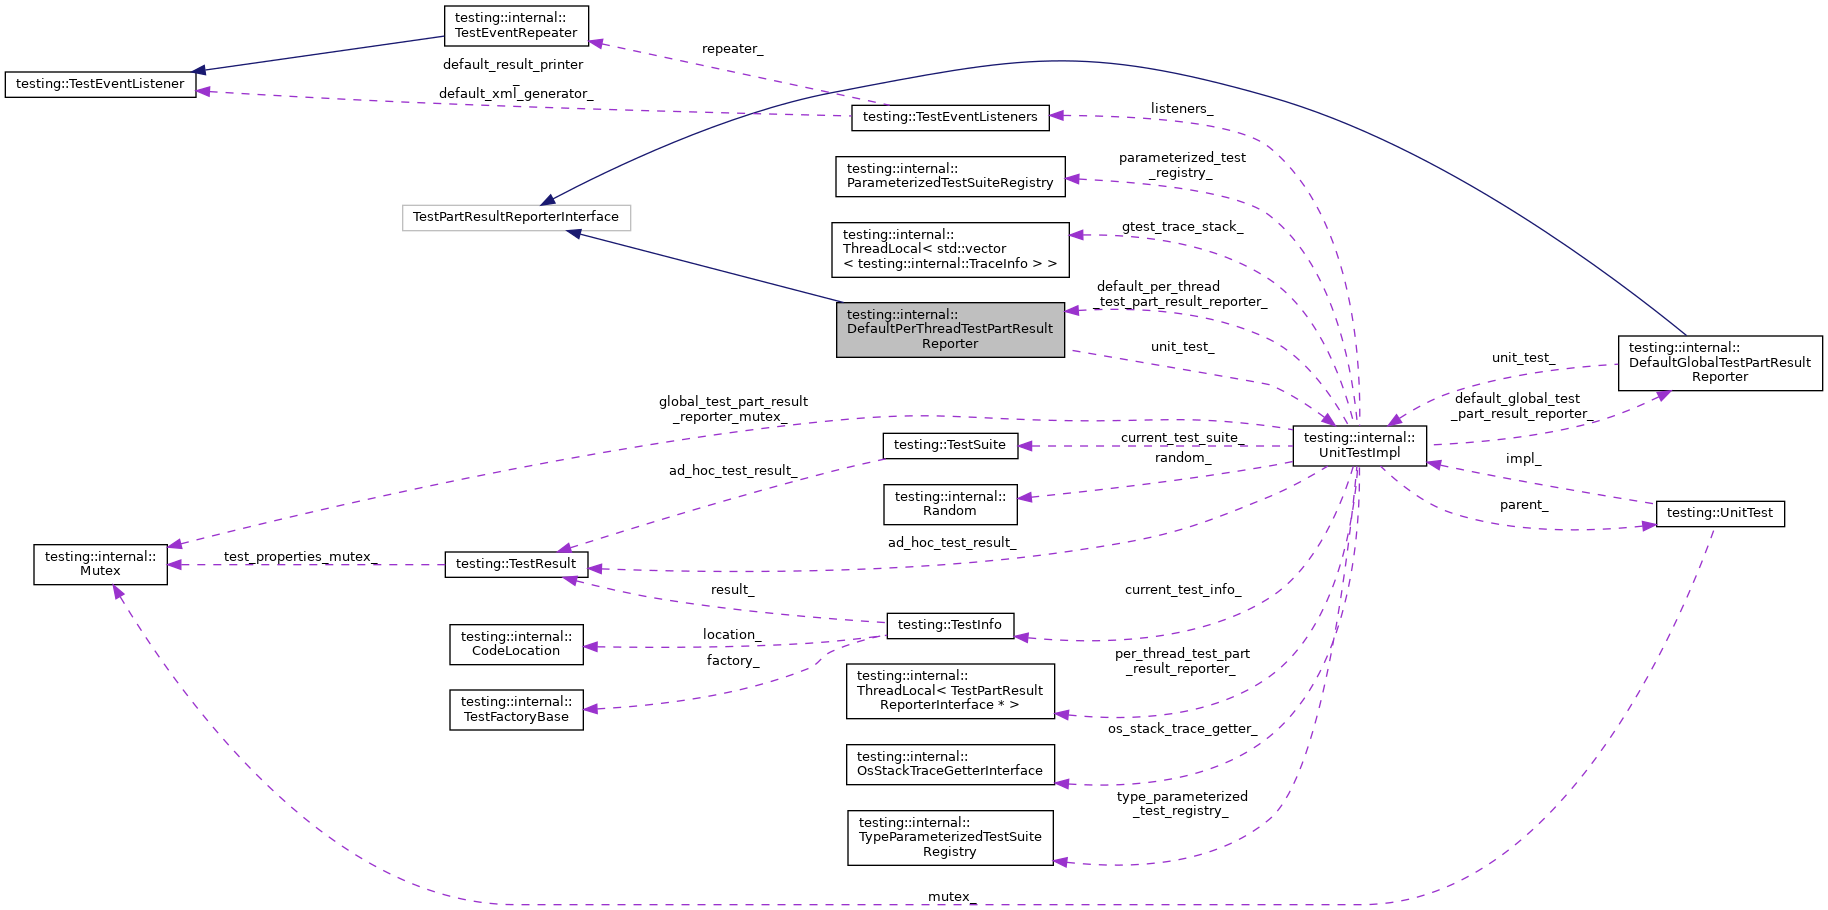 testing::internal::
TestEventRepeater
repeater_
default_result_printer
_
default_xml_generator_
testing::TestEventListener
testing::TestEventListeners
listeners_
testing::internal::
ParameterizedTestSuiteRegistry
parameterized_test
_registry_
TestPartResultReporterInterface
testing::internal::
ThreadLocal< std::vector
< testing::internal::TraceInfo > >
gtest_trace_stack_
testing::internal::
DefaultPerThreadTestPartResult
Reporter
default_per_thread
_test_part_result_reporter_
unit_test_
testing::internal::
DefaultGlobalTestPartResult
Reporter
unit_test_
default_global_test
_part_result_reporter_
global_test_part_result
_reporter_mutex_
testing::TestSuite
current_test_suite_
random_
testing::internal::
UnitTestImpl
impl_
ad_hoc_test_result_
testing::internal::
Random
parent_
testing::UnitTest
ad_hoc_test_result_
testing::internal::
Mutex
test_properties_mutex_
testing::TestResult
result_
current_test_info_
testing::TestInfo
testing::internal::
CodeLocation
location_
factory_
testing::internal::
TestFactoryBase
testing::internal::
ThreadLocal< TestPartResult
ReporterInterface * >
per_thread_test_part
_result_reporter_
os_stack_trace_getter_
testing::internal::
OsStackTraceGetterInterface
type_parameterized
_test_registry_
testing::internal::
TypeParameterizedTestSuite
Registry
mutex_